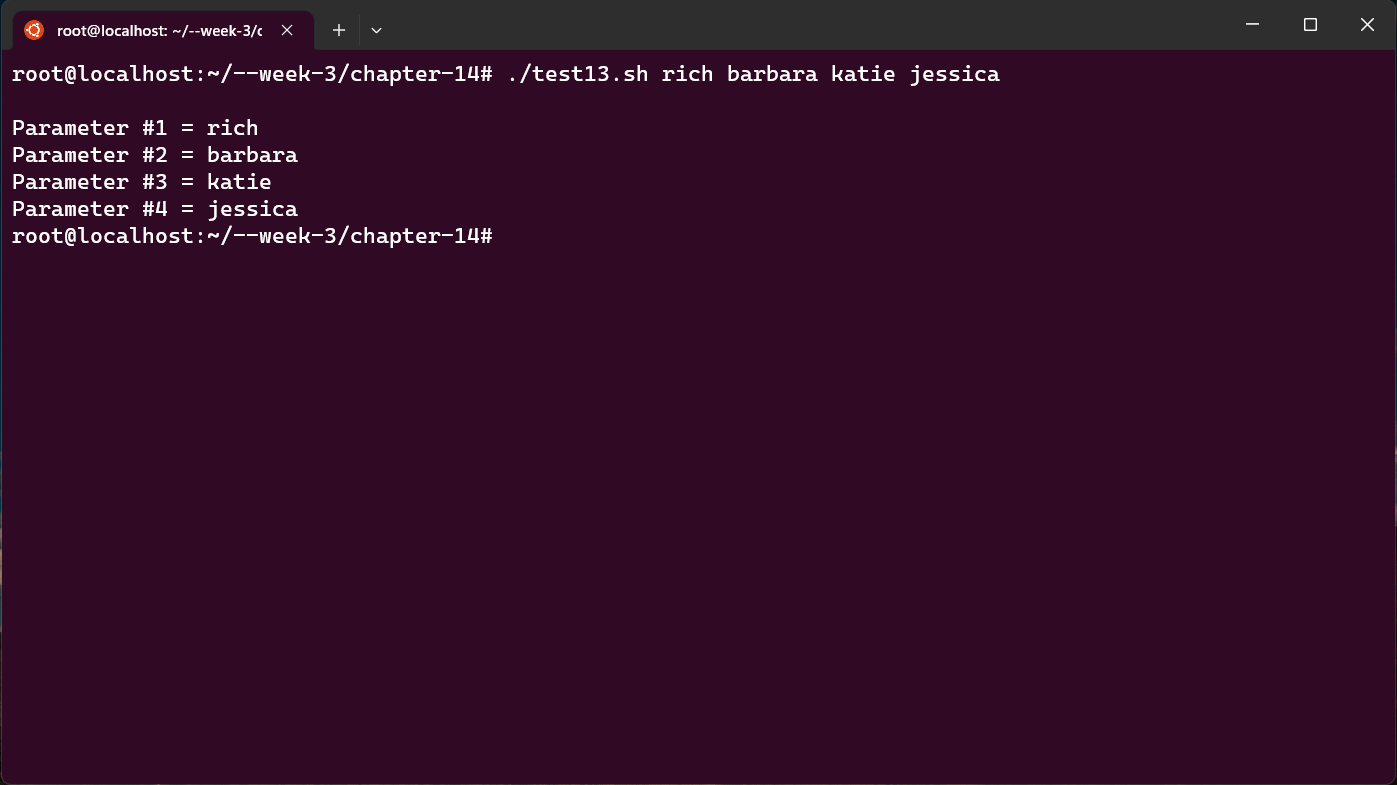 root@localhost: ~/--week-3/c
root@localhost:~/--week-3/chapter-14# ./test13.sh rich barbara katie jessica
Parameter #1 = rich
Parameter #2 = barbara
Parameter #3 = katie
Parameter #4 = jessica
root@localhost:~/--week-3/chapter-14#